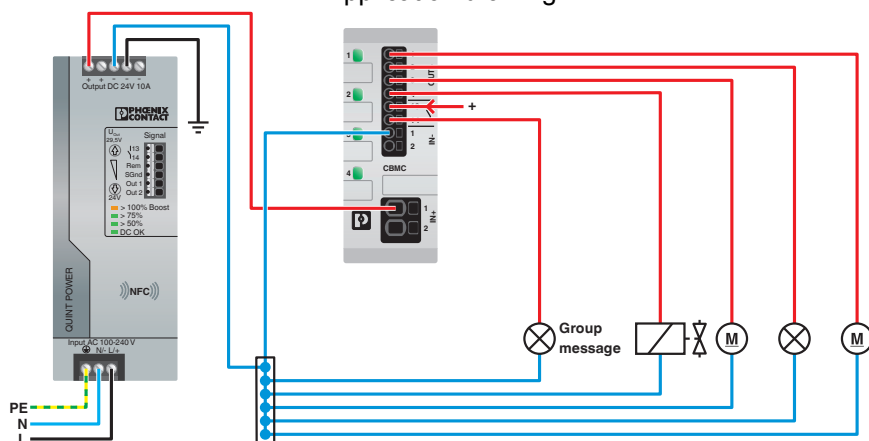 + + - - -
Output DC 24V 10A
PHŒNIX
CONTACT
UOut
29,5V
Signal
13
14
Rem
SGnd
Out 1
Out 2
24V
> 100% Boost
> 75%
> 50%
DC OK
NFC
QUINT POWER
Input AC 100-240 V
N/- L/+
PE
N
L
1
2
3
4
+
1
2
IN-
CBMC
1
2
IN+
Group
message
M
M